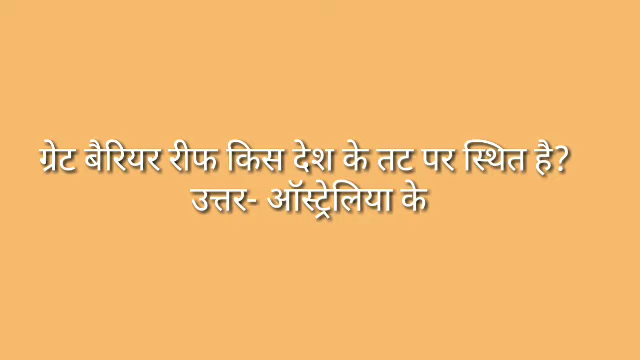 ग्रेट बैरियर रीफ किस देश के तट पर स्थित है?
उत्तर- ऑस्ट्रेलिया के